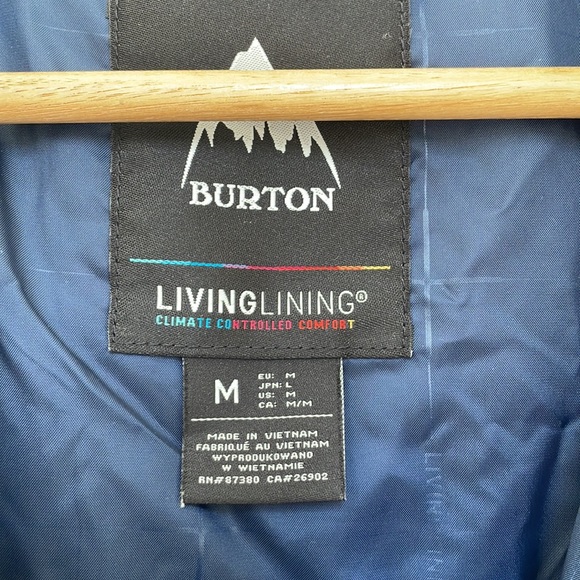 BURTON
LIVINGLINING®
CLIMATE CONTROLLED COMFORT
M
EU: M
JPN: L
US: M
CA: M/M
MADE IN VIETNAM
FABRIQUÉ AU VIETNAM
WYPRODUKOWANO
W WIETNAMIE
RN#87380 CA#26902
LIVIN